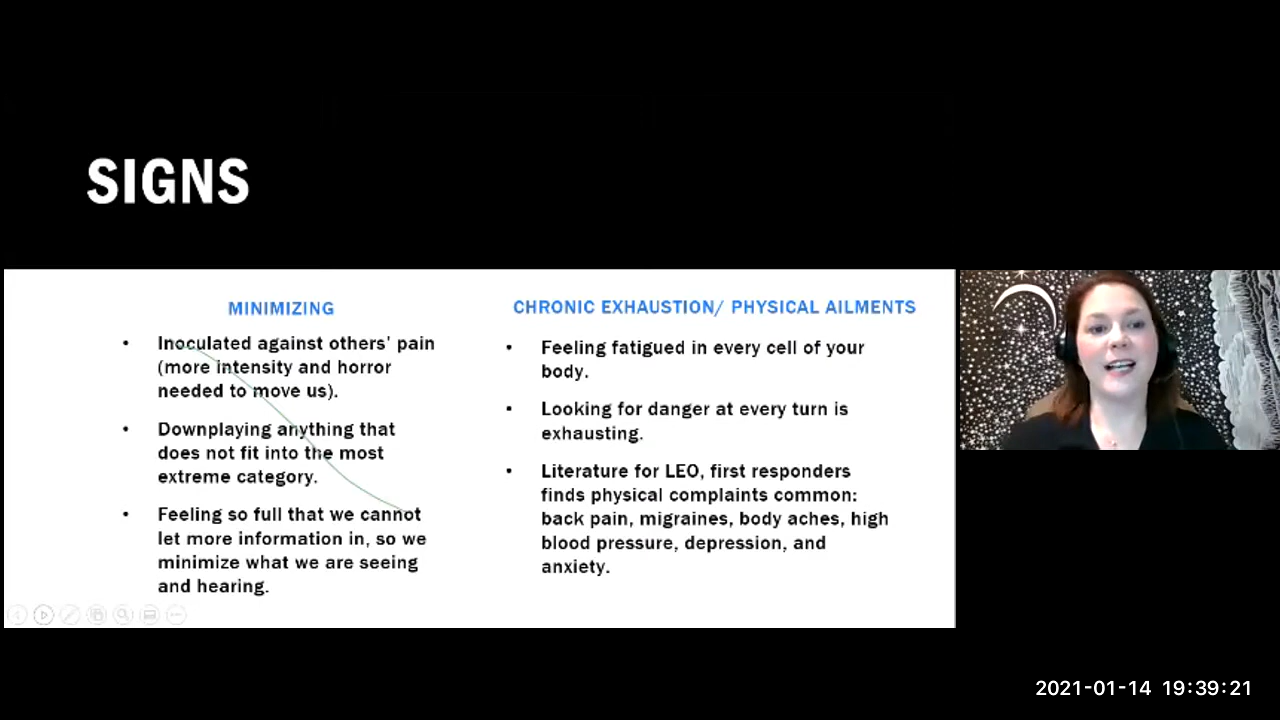 SIGNS
MINIMIZING
• Inoculated against others' pain
(more intensity and horror
needed to move us).
• Downplaying anything that
does not fit into the most
extreme category.
• Feeling so full that we cannot
let more information in, so we
minimize what we are seeing
and hearing.
CHRONIC EXHAUSTION/ PHYSICAL AILMENTS
• Feeling fatigued in every cell of your
body.
• Looking for danger at every turn is
exhausting.
• Literature for LEO, first responders
finds physical complaints common:
back pain, migraines, body aches, high
blood pressure, depression, and
anxiety.
2021-01-14 19:39:21